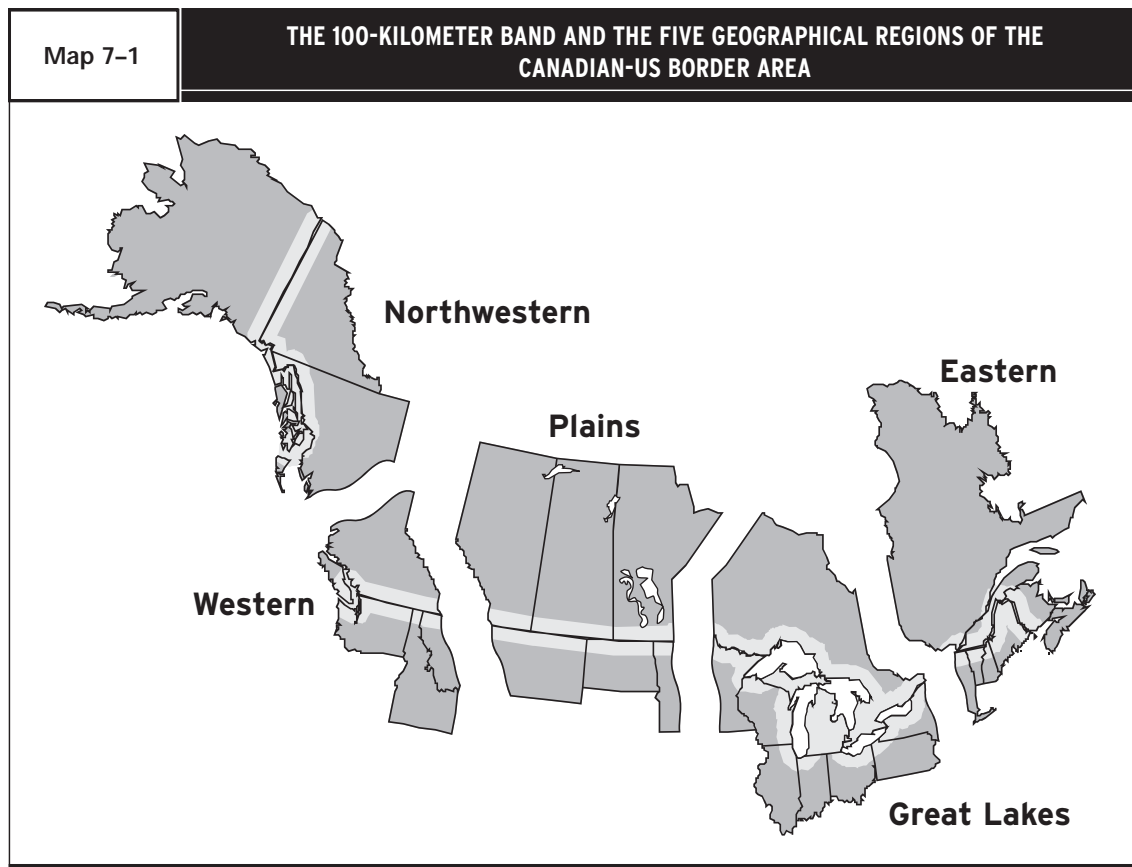 Map 7–1
THE 100-KILOMETER BAND AND THE FIVE GEOGRAPHICAL REGIONS OF THE
CANADIAN-US BORDER AREA
Northwestern
Eastern
Plains
Western
Great Lakes